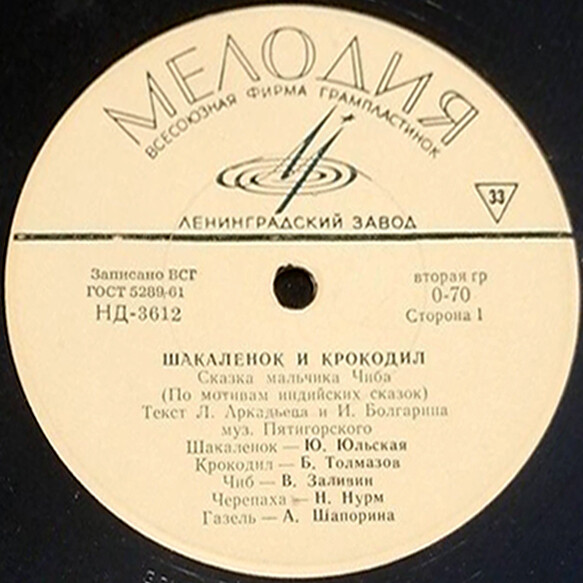 МЕЛОДИЯ
ВСЕСОЮЗНАЯ ФИРМА ГРАМПЛАСТИНОК
33
ЛЕНИНГРАДСКИЙ ЗАВОД
Записано ВСГ
ГОСТ 5289-61
НД-3612
вторая гр
0-70
Сторона 1
ШАКАЛЕНОК И КРОКОДИЛ
Сказка мальчика Чиба
(По мотивам индийских сказок)
Текст Л. Аркадьева и И. Болгарина
муз. Пятигорского
Шакаленок — Ю. Юльская
Крокодил — Б. Толмазов
Чиб — В. Заливин
Черепаха — Н. Нурм
Газель — А. Шапорина